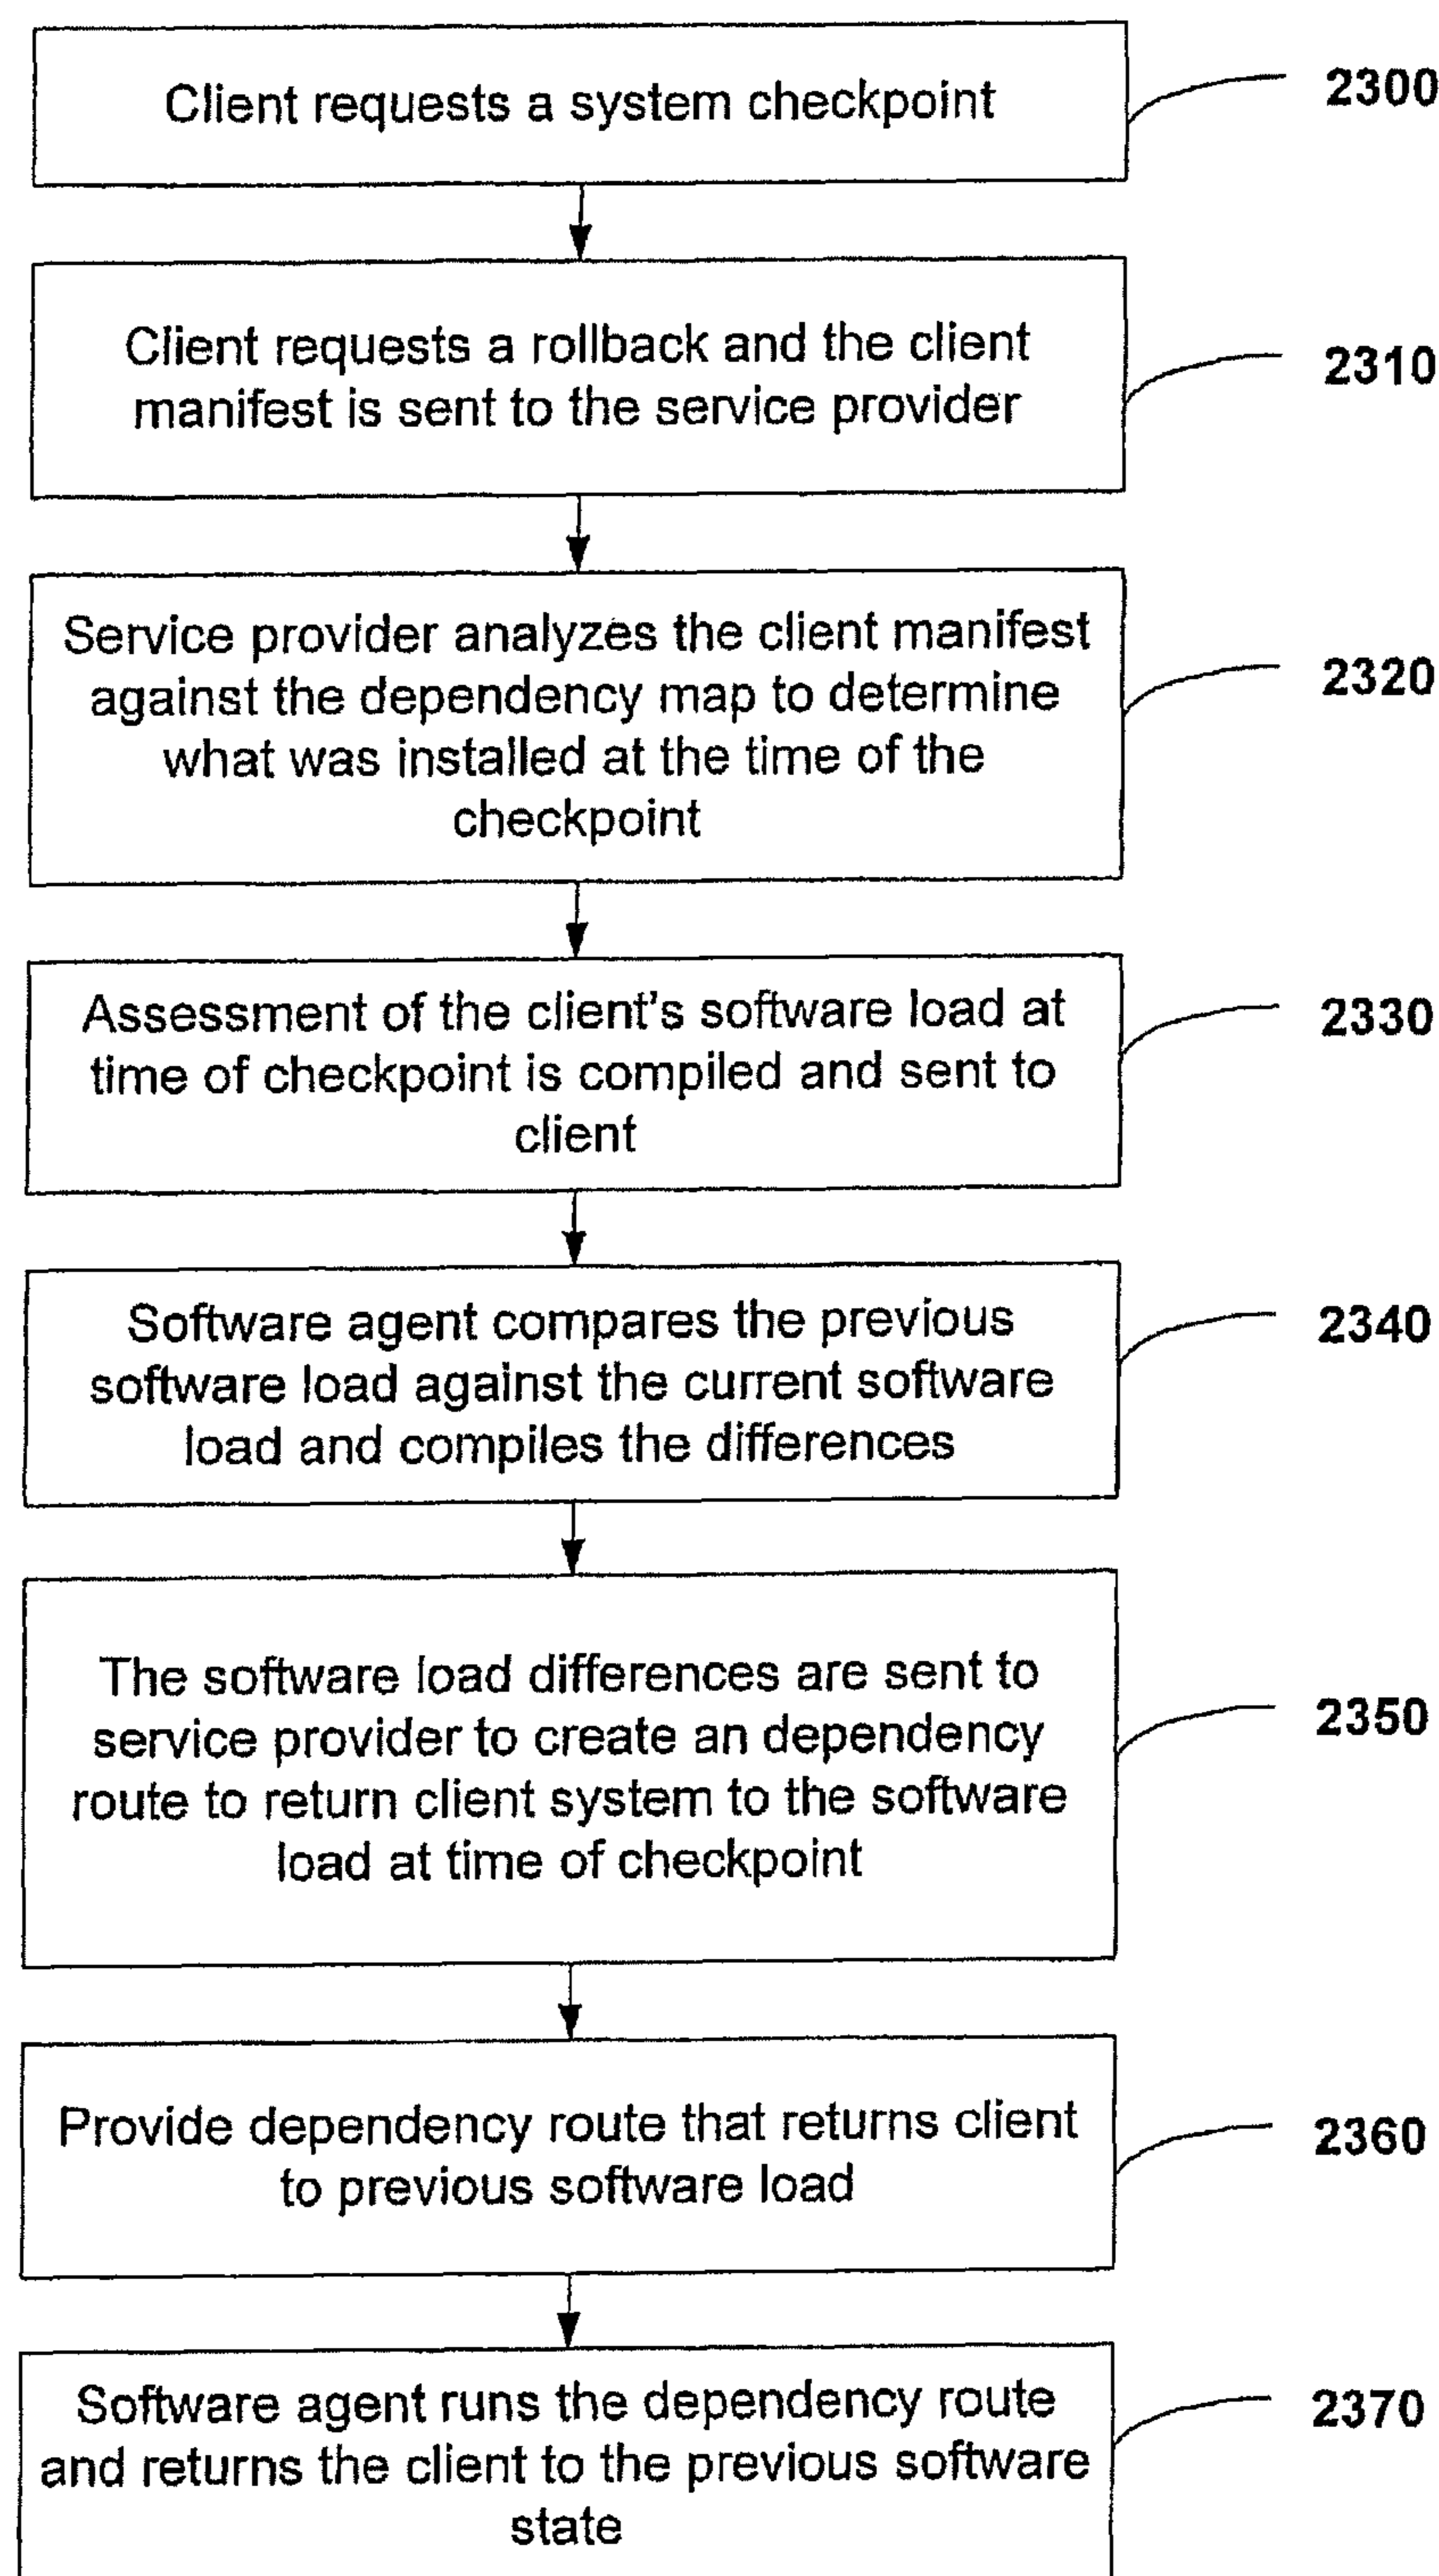 Client requests a system checkpoint
2300
Client requests a rollback and the client
manifest is sent to the service provider
2310
Service provider analyzes the client manifest
against the dependency map to determine
what was installed at the time of the
checkpoint
2320
Assessment of the client's software load at
time of checkpoint is compiled and sent to
client
2330
Software agent compares the previous
software load against the current software
load and compiles the differences
2340
The software load differences are sent to
service provider to create an dependency
route to return client system to the software
load at time of checkpoint
2350
Provide dependency route that returns client
to previous software load
2360
Software agent runs the dependency route
and returns the client to the previous software
state
2370